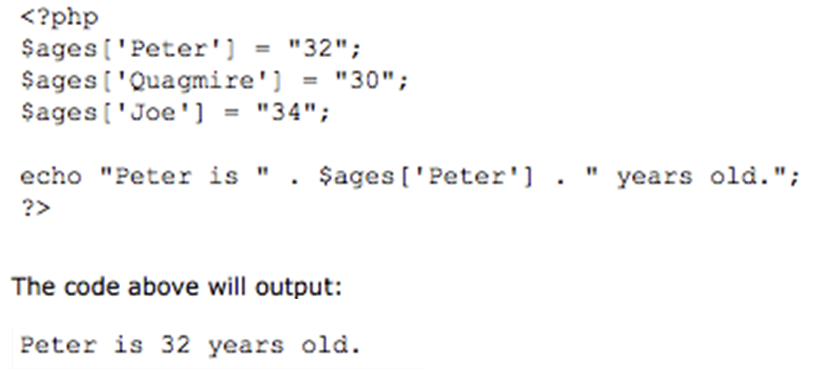 <?php
$ages['Peter'] = "32";
$ages['Quagmire'] = "30";
$ages['Joe'] = "34";
echo "Peter is " . $ages['Peter'] . " years old.";
?>
The code above will output:
Peter is 32 years old.